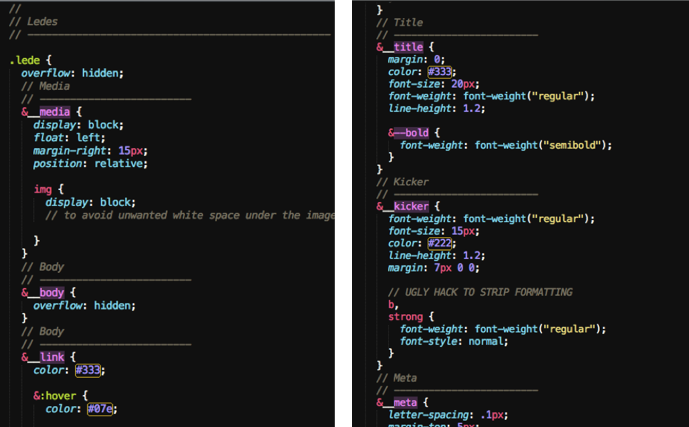 //
// Ledes
// ————————————————————————
.lede {
overflow: hidden;
// Media
// ————————————————————————
&__media {
display: block;
float: left;
margin-right: 15px;
position: relative;
img {
display: block;
// to avoid unwanted white space under the image
}
}
// Body
// ————————————————————————
&__body {
overflow: hidden;
}
// Body
// ————————————————————————
&__link {
color: #333;
&:hover {
color: #07e;
}
// Title
// ————————————————————————
&__title {
margin: 0;
color: #333;
font-size: 20px;
font-weight: font-weight("regular");
line-height: 1.2;
&--bold {
font-weight: font-weight("semibold");
}
}
// Kicker
// ————————————————————————
&__kicker {
font-weight: font-weight("regular");
font-size: 15px;
color: #222;
line-height: 1.2;
margin: 7px 0 0;
// UGLY HACK TO STRIP FORMATTING
b,
strong {
font-weight: font-weight("regular");
font-style: normal;
}
}
// Meta
// ————————————————————————
&__meta {
letter-spacing: .1px;
margin-top: 5px;